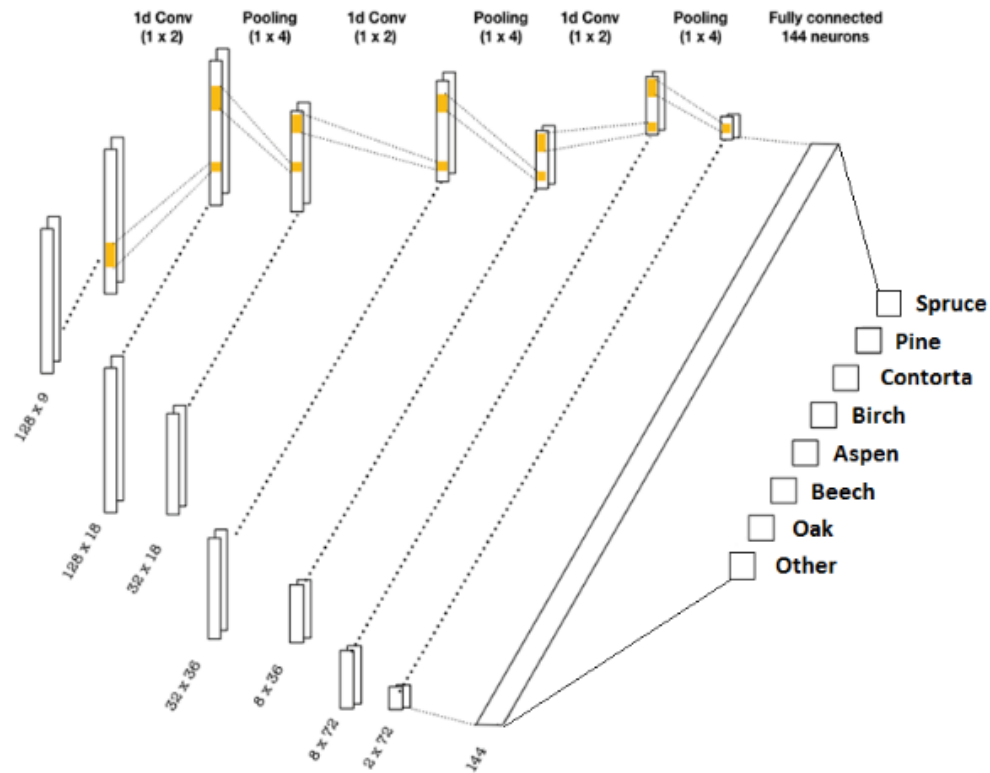 1d Conv
(1 x 2)
Pooling
(1 x 4)
1d Conv
(1 x 2)
Pooling
(1 x 4)
1d Conv
(1 x 2)
Pooling
(1 x 4)
Fully connected
144 neurons
Spruce
Pine
Contorta
Birch
Aspen
Beech
Oak
Other
128 x 9
128 x 18
32 x 18
32 x 36
8 x 36
8 x 72
2 x 72
144